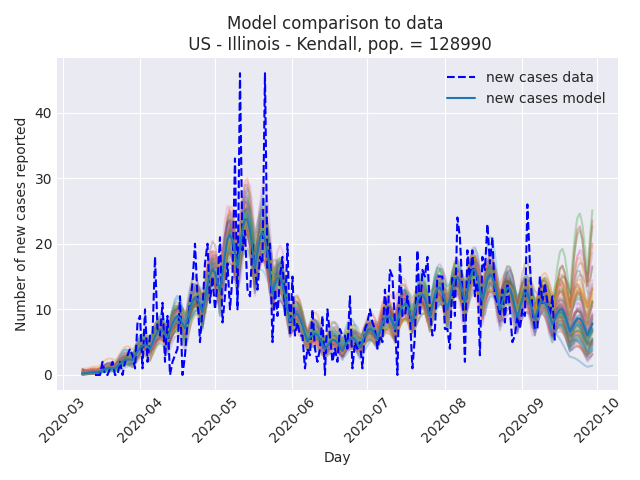 Model comparison to data
US - Illinois - Kendall, pop. = 128990
new cases data
new cases model
Number of new cases reported
40
30
20
10
0
2020-03
2020-04
2020-05
2020-06
2020-07
2020-08
2020-09
2020-10
Day